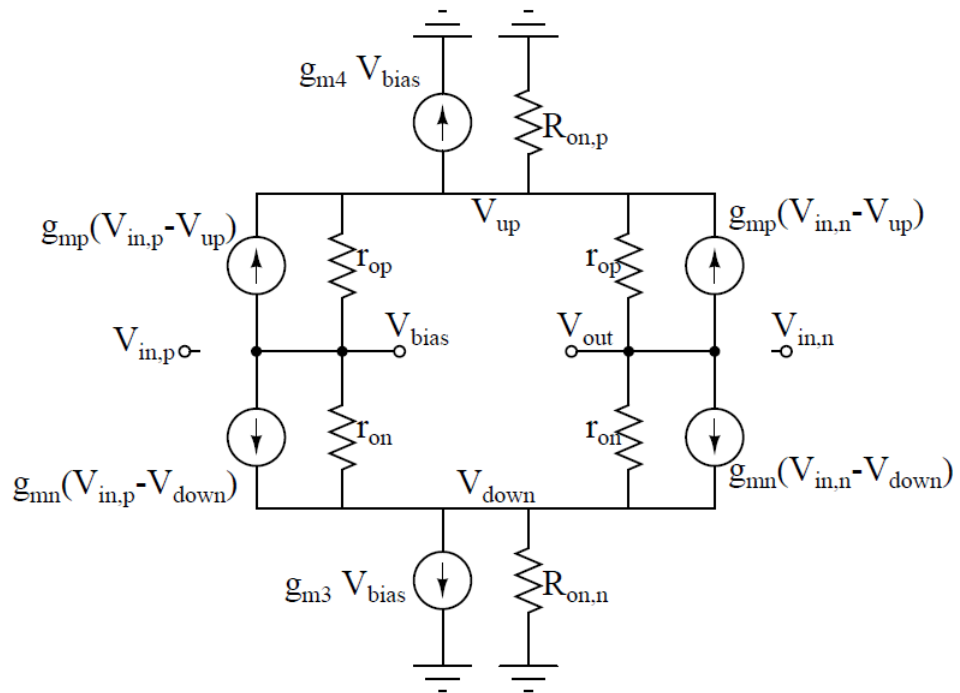 g_m4 V_bias
R_on,p
V_up
g_mp(V_in,p-V_up)
r_op
r_op
g_mp(V_in,n-V_up)
V_in,p
V_bias
V_out
V_in,n
r_on
r_on
g_mn(V_in,p-V_down)
V_down
g_mn(V_in,n-V_down)
g_m3 V_bias
R_on,n